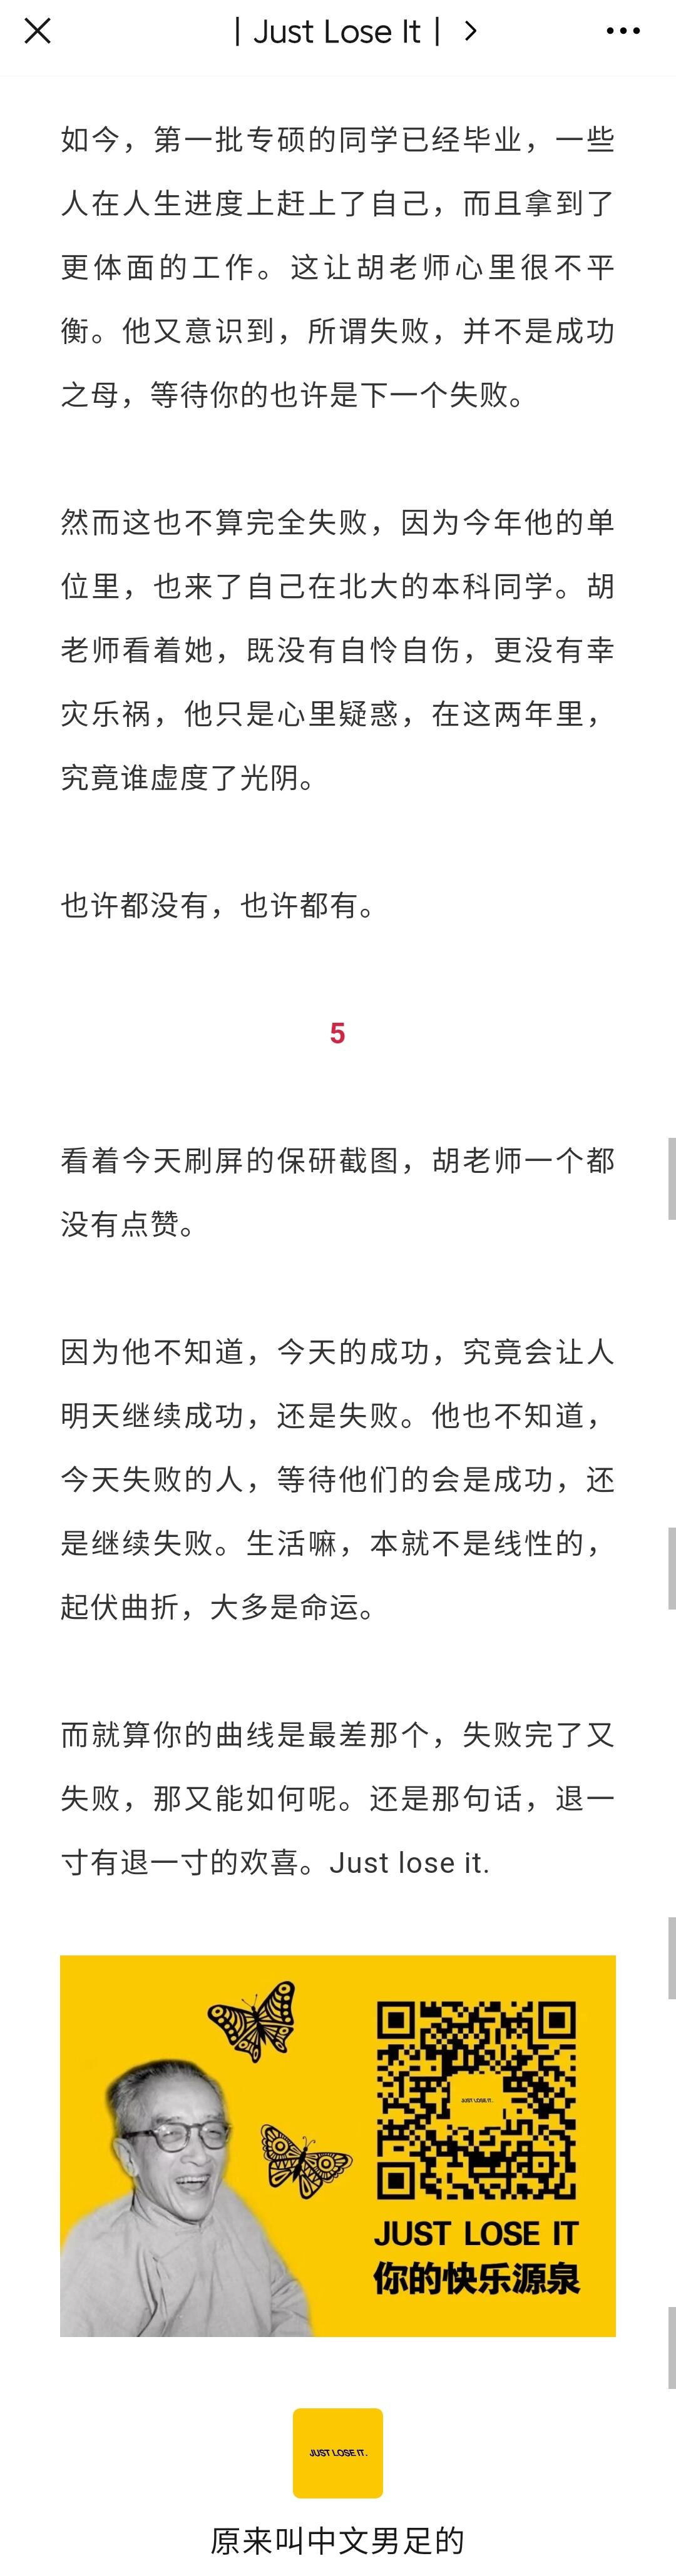 | Just Lose It |
如今，第一批专硕的同学已经毕业，一些
人在人生进度上赶上了自己，而且拿到了
更体面的工作。这让胡老师心里很不平
衡。他又意识到，所谓失败，并不是成功
之母，等待你的也许是下一个失败。
然而这也不算完全失败，因为今年他的单
位里，也来了自己在北大的本科同学。胡
老师看着她，既没有自怜自伤，更没有幸
灾乐祸，他只是心里疑惑，在这两年里，
究竟谁虚度了光阴。
也许都没有，也许都有。
5
看着今天刷屏的保研截图，胡老师一个都
没有点赞。
因为他不知道，今天的成功，究竟会让人
明天继续成功，还是失败。他也不知道，
今天失败的人，等待他们的会是成功，还
是继续失败。生活嘛，本就不是线性的，
起伏曲折，大多是命运。
而就算你的曲线是最差那个，失败完了又
失败，那又能如何呢。还是那句话，退一
寸有退一寸的欢喜。Just lose it.
JUST LOSE IT.
JUST LOSE IT
你的快乐源泉
JUST LOSE IT.
原来叫中文男足的